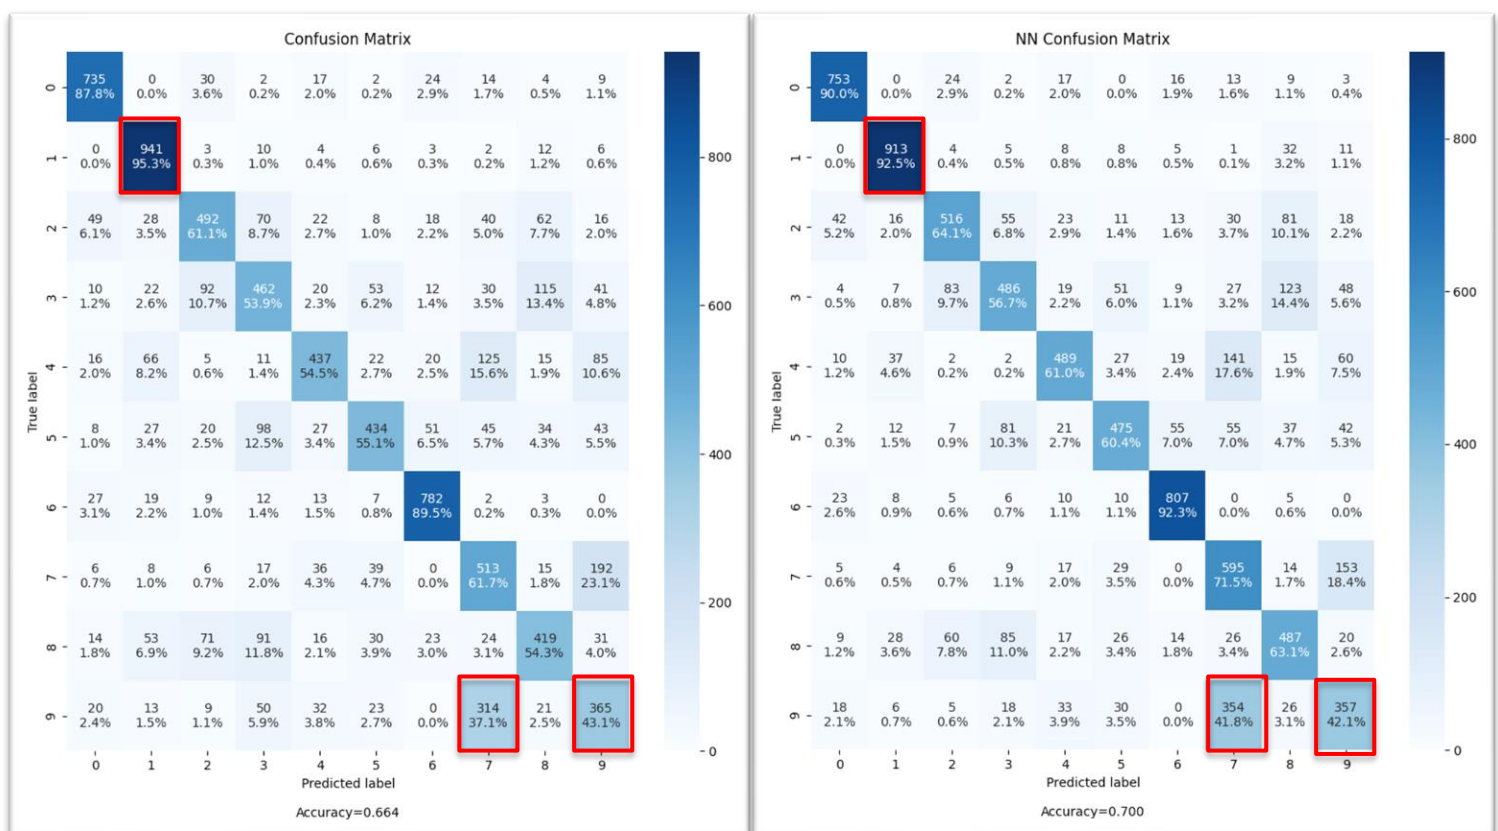 Confusion Matrix
0 735 0 30 2 17 2 24 14 4 9
87.8% 0.0% 3.6% 0.2% 2.0% 0.2% 2.9% 1.7% 0.5% 1.1%
1 0 941 3 10 4 6 3 2 12 6
0.0% 95.3% 0.3% 1.0% 0.4% 0.6% 0.3% 0.2% 1.2% 0.6%
2 49 28 492 70 22 8 18 40 62 16
6.1% 3.5% 61.1% 8.7% 2.7% 1.0% 2.2% 5.0% 7.7% 2.0%
3 10 22 92 462 20 53 12 30 115 41
1.2% 2.6% 10.7% 53.9% 2.3% 6.2% 1.4% 3.5% 13.4% 4.8%
4 16 66 5 11 437 22 20 125 15 85
2.0% 8.2% 0.6% 1.4% 54.5% 2.7% 2.5% 15.6% 1.9% 10.6%
5 8 27 20 98 27 434 51 45 34 43
1.0% 3.4% 2.5% 12.5% 3.4% 55.1% 6.5% 5.7% 4.3% 5.5%
6 27 19 9 12 13 7 782 2 3 0
3.1% 2.2% 1.0% 1.4% 1.5% 0.8% 89.5% 0.2% 0.3% 0.0%
7 6 8 6 17 36 39 0 513 15 192
0.7% 1.0% 0.7% 2.0% 4.3% 4.7% 0.0% 61.7% 1.8% 23.1%
8 14 53 71 91 16 30 23 24 419 31
1.8% 6.9% 9.2% 11.8% 2.1% 3.9% 3.0% 3.1% 54.3% 4.0%
9 20 13 9 50 32 23 0 314 21 365
2.4% 1.5% 1.1% 5.9% 3.8% 2.7% 0.0% 37.1% 2.5% 43.1%
0 1 2 3 4 5 6 7 8 9
True label
Predicted label
Accuracy=0.664
800
600
400
200
0
NN Confusion Matrix
0 753 0 24 2 17 0 16 13 9 3
90.0% 0.0% 2.9% 0.2% 2.0% 0.0% 1.9% 1.6% 1.1% 0.4%
1 0 913 4 5 8 8 5 1 32 11
0.0% 92.5% 0.4% 0.5% 0.8% 0.8% 0.5% 0.1% 3.2% 1.1%
2 42 16 516 55 23 11 13 30 81 18
5.2% 2.0% 64.1% 6.8% 2.9% 1.4% 1.6% 3.7% 10.1% 2.2%
3 4 7 83 486 19 51 9 27 123 48
0.5% 0.8% 9.7% 56.7% 2.2% 6.0% 1.1% 3.2% 14.4% 5.6%
4 10 37 2 2 489 27 19 141 15 60
1.2% 4.6% 0.2% 0.2% 61.0% 3.4% 2.4% 17.6% 1.9% 7.5%
5 2 12 7 81 21 475 55 55 37 42
0.3% 1.5% 0.9% 10.3% 2.7% 60.4% 7.0% 7.0% 4.7% 5.3%
6 23 8 5 6 10 10 807 0 5 0
2.6% 0.9% 0.6% 0.7% 1.1% 1.1% 92.3% 0.0% 0.6% 0.0%
7 5 4 6 9 17 29 0 595 14 153
0.6% 0.5% 0.7% 1.1% 2.0% 3.5% 0.0% 71.5% 1.7% 18.4%
8 9 28 60 85 17 26 14 26 487 20
1.2% 3.6% 7.8% 11.0% 2.2% 3.4% 1.8% 3.4% 63.1% 2.6%
9 18 6 5 18 33 30 0 354 26 357
2.1% 0.7% 0.6% 2.1% 3.9% 3.5% 0.0% 41.8% 3.1% 42.1%
0 1 2 3 4 5 6 7 8 9
True label
Predicted label
Accuracy=0.700
800
600
400
200
0